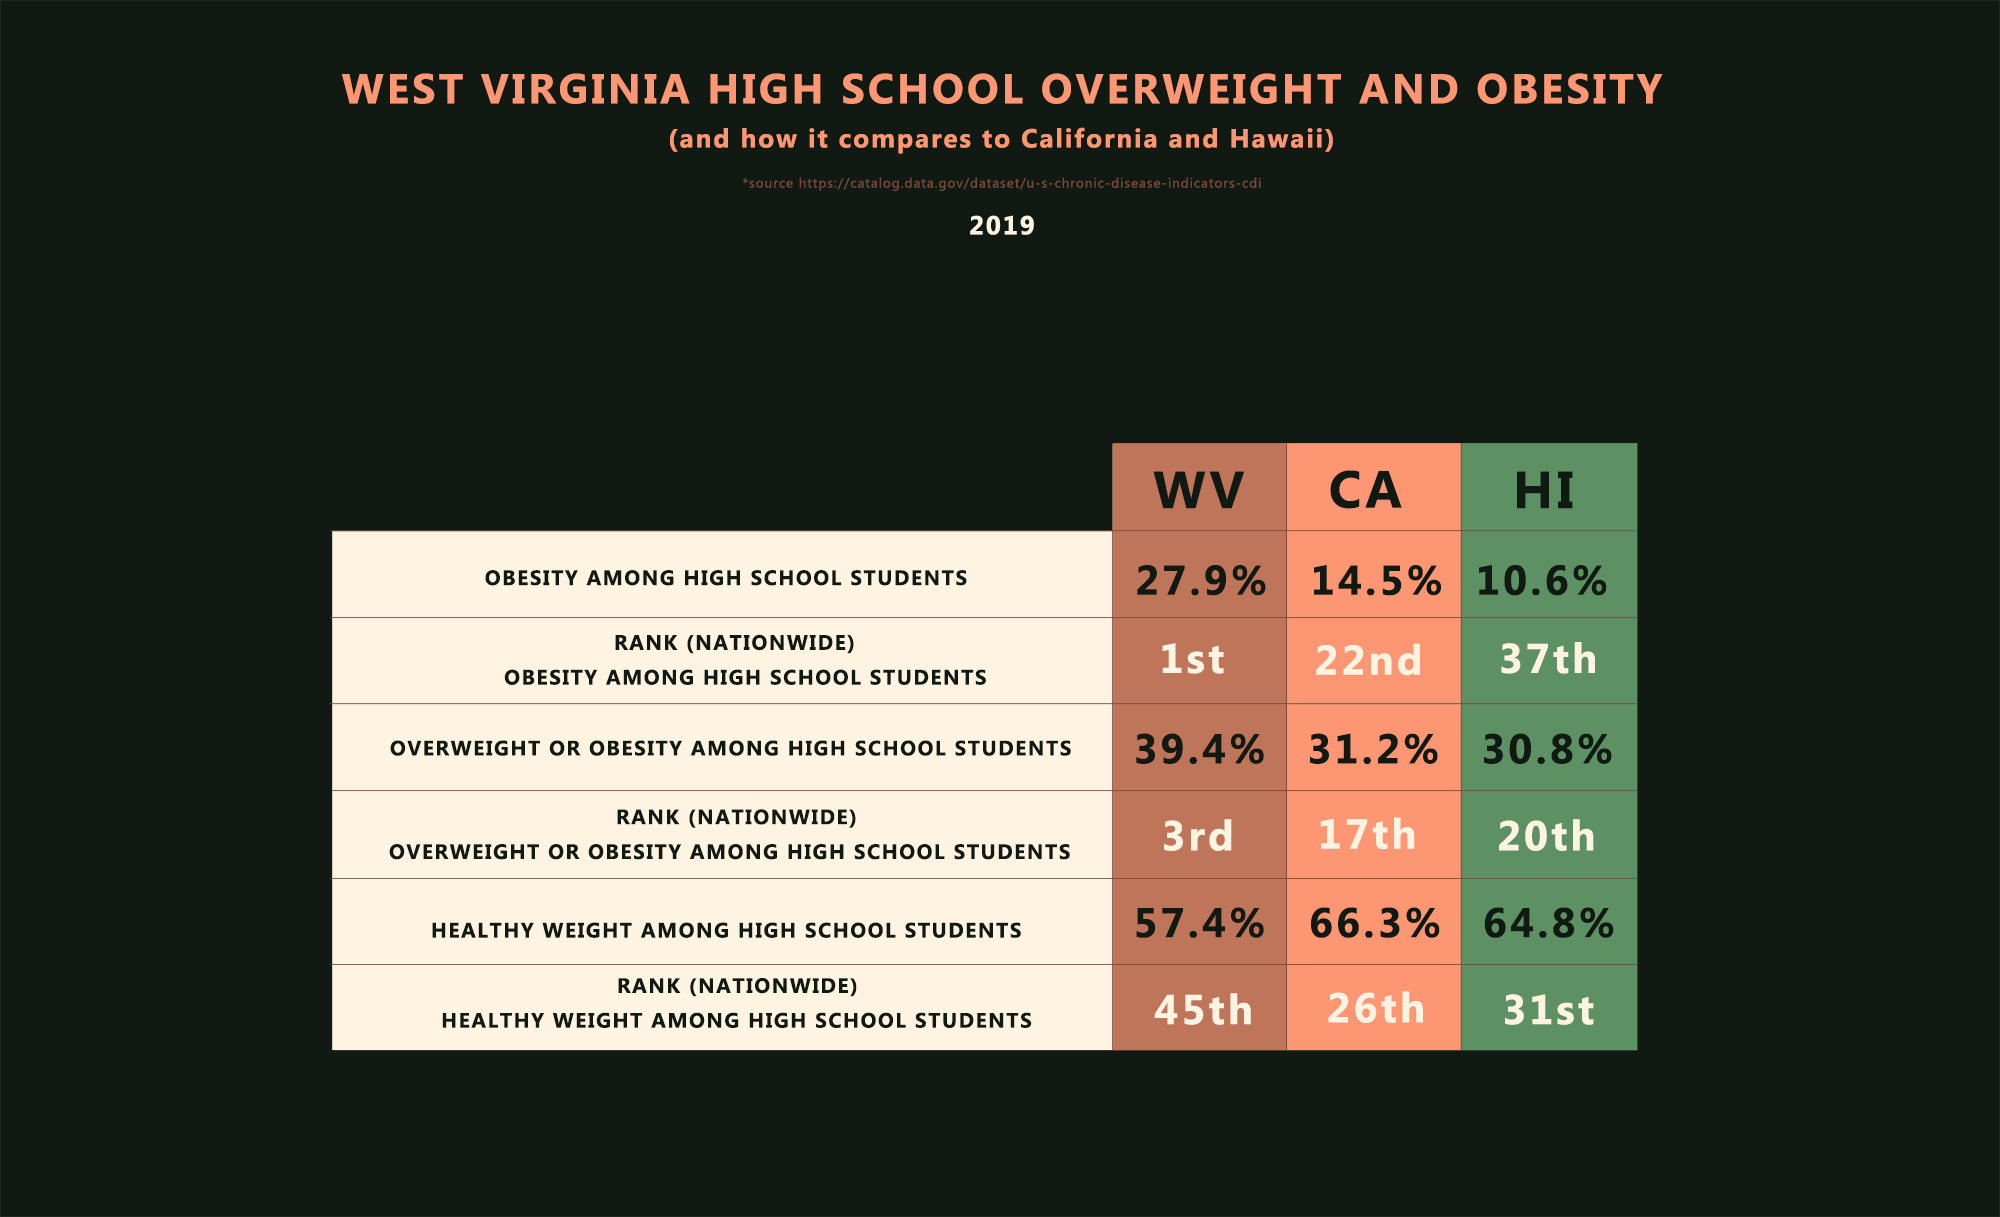 WEST VIRGINIA HIGH SCHOOL OVERWEIGHT AND OBESITY
(and how it compares to California and Hawaii)
*source https://catalog.data.gov/dataset/u-s-chronic-disease-indicators-cdi
2019
WV CA HI
OBESITY AMONG HIGH SCHOOL STUDENTS 27.9% 14.5% 10.6%
RANK (NATIONWIDE)
OBESITY AMONG HIGH SCHOOL STUDENTS 1st 22nd 37th
OVERWEIGHT OR OBESITY AMONG HIGH SCHOOL STUDENTS 39.4% 31.2% 30.8%
RANK (NATIONWIDE)
OVERWEIGHT OR OBESITY AMONG HIGH SCHOOL STUDENTS 3rd 17th 20th
HEALTHY WEIGHT AMONG HIGH SCHOOL STUDENTS 57.4% 66.3% 64.8%
RANK (NATIONWIDE)
HEALTHY WEIGHT AMONG HIGH SCHOOL STUDENTS 45th 26th 31st